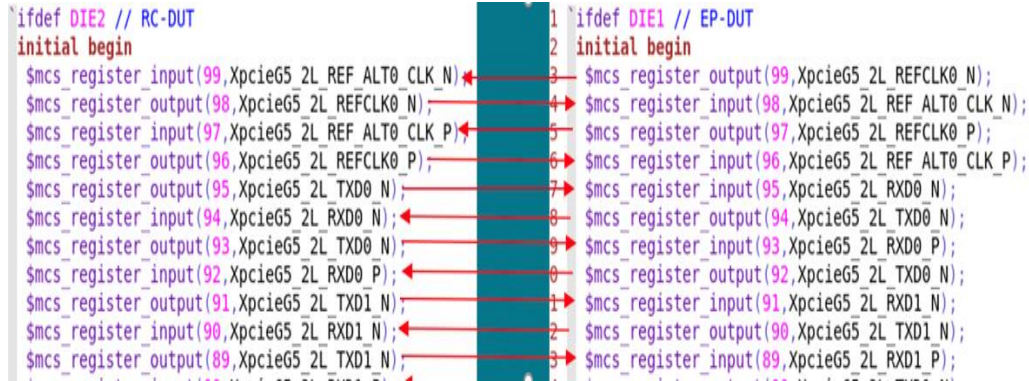 `ifdef DIE2 // RC-DUT
initial begin
$mcs_register_input(99,XpcieG5_2L_REF_ALT0_CLK_N);
$mcs_register_output(98,XpcieG5_2L_REFCLK0_N);
$mcs_register_input(97,XpcieG5_2L_REF_ALT0_CLK_P);
$mcs_register_output(96,XpcieG5_2L_REFCLK0_P);
$mcs_register_output(95,XpcieG5_2L_TXD0_N);
$mcs_register_input(94,XpcieG5_2L_RXD0_N);
$mcs_register_output(93,XpcieG5_2L_TXD0_N);
$mcs_register_input(92,XpcieG5_2L_RXD0_P);
$mcs_register_output(91,XpcieG5_2L_TXD1_N);
$mcs_register_input(90,XpcieG5_2L_RXD1_N);
$mcs_register_output(89,XpcieG5_2L_TXD1_N);
1 `ifdef DIE1 // EP-DUT
2 initial begin
3 $mcs_register_output(99,XpcieG5_2L_REFCLK0_N);
4 $mcs_register_input(98,XpcieG5_2L_REF_ALT0_CLK_N);
5 $mcs_register_output(97,XpcieG5_2L_REFCLK0_P);
6 $mcs_register_input(96,XpcieG5_2L_REF_ALT0_CLK_P);
7 $mcs_register_input(95,XpcieG5_2L_RXD0_N);
8 $mcs_register_output(94,XpcieG5_2L_TXD0_N);
9 $mcs_register_input(93,XpcieG5_2L_RXD0_P);
0 $mcs_register_output(92,XpcieG5_2L_TXD0_N);
1 $mcs_register_input(91,XpcieG5_2L_RXD1_N);
2 $mcs_register_output(90,XpcieG5_2L_TXD1_N);
3 $mcs_register_input(89,XpcieG5_2L_RXD1_P);